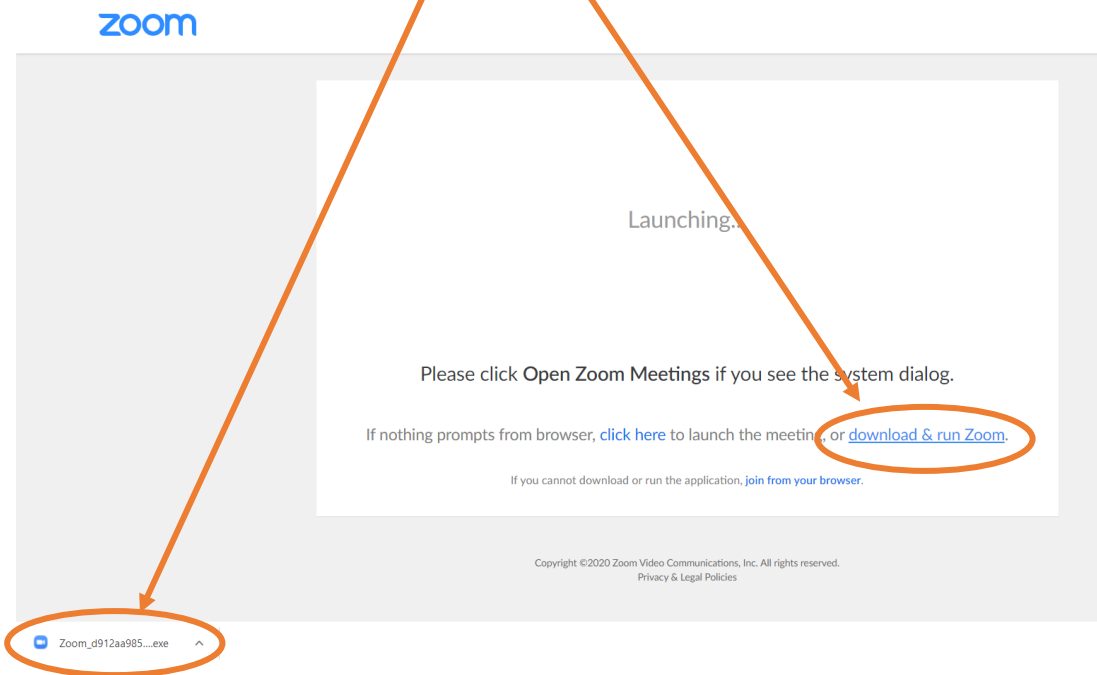 zoom
Launching..
Please click Open Zoom Meetings if you see the system dialog.
If nothing prompts from browser, click here to launch the meeting, or download & run Zoom.
If you cannot download or run the application, join from your browser.
Copyright ©2020 Zoom Video Communications, Inc. All rights reserved.
Privacy & Legal Policies
Zoom_d912aa985....exe